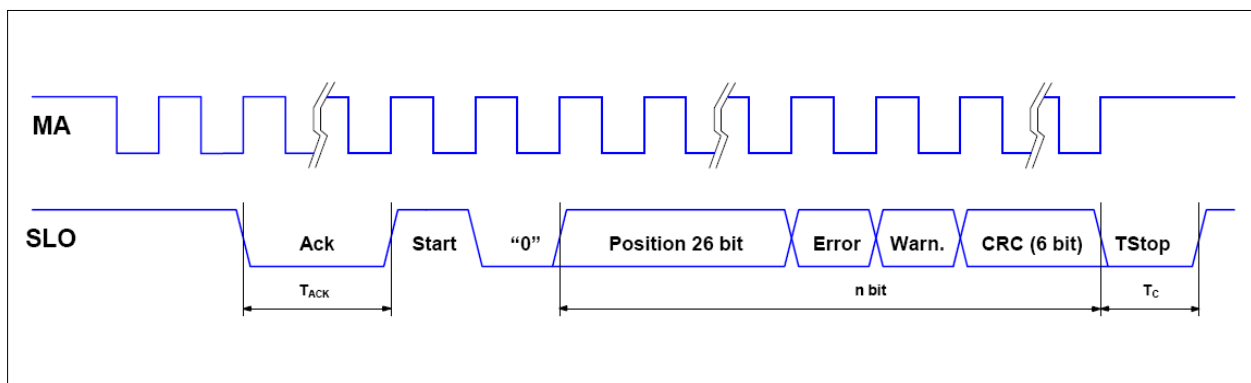 MA
SLO
Ack
Start
“0”
Position 26 bit
Error
Warn.
CRC (6 bit)
TStop
TACK
n bit
TC